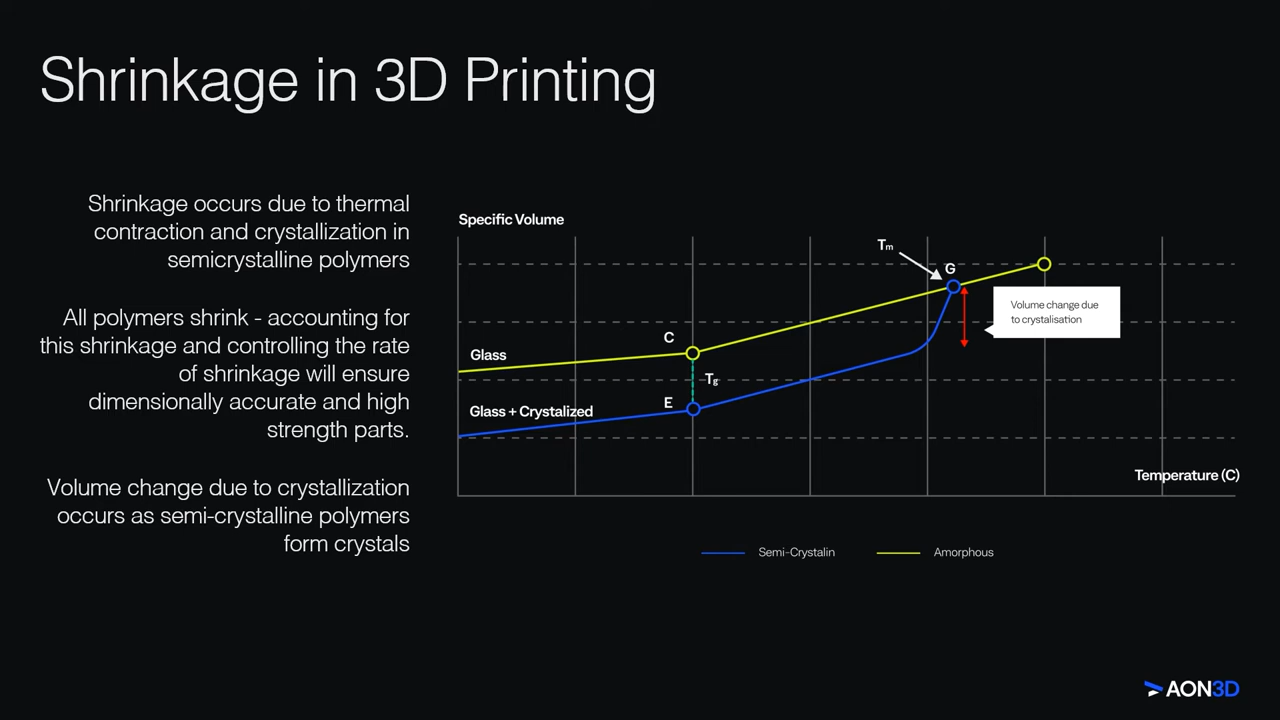 Shrinkage in 3D Printing
Shrinkage occurs due to thermal
contraction and crystallization in
semicrystalline polymers
All polymers shrink - accounting for
this shrinkage and controlling the rate
of shrinkage will ensure
dimensionally accurate and high
strength parts.
Volume change due to crystallization
occurs as semi-crystalline polymers
form crystals
Specific Volume
Tm
G
Volume change due
to crystalisation
C
Glass
Tg
E
Glass + Crystalized
Temperature (C)
Semi-Crystalin
Amorphous
AON3D